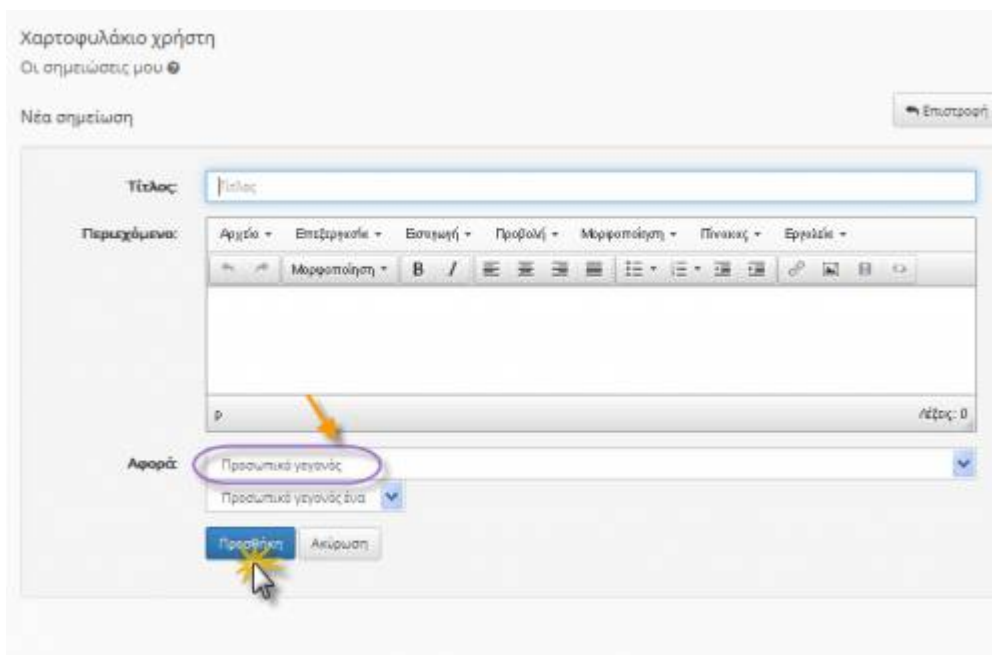 Χαρτοφυλάκιο χρήστη
Οι σημειώσεις μου
Νέα σημείωση
Επιστροφή
Τίτλος:
Τίτλος
Περιεχόμενο:
Αρχείο Επεξεργασία Εισαγωγή Προβολή Μορφοποίηση Πίνακας Εργαλεία
Μορφοποίηση B I
p
Λέξεις: 0
Αφορά:
Προσωπικό γεγονός
Προσωπικό γεγονός ένα
Προσθήκη Ακύρωση